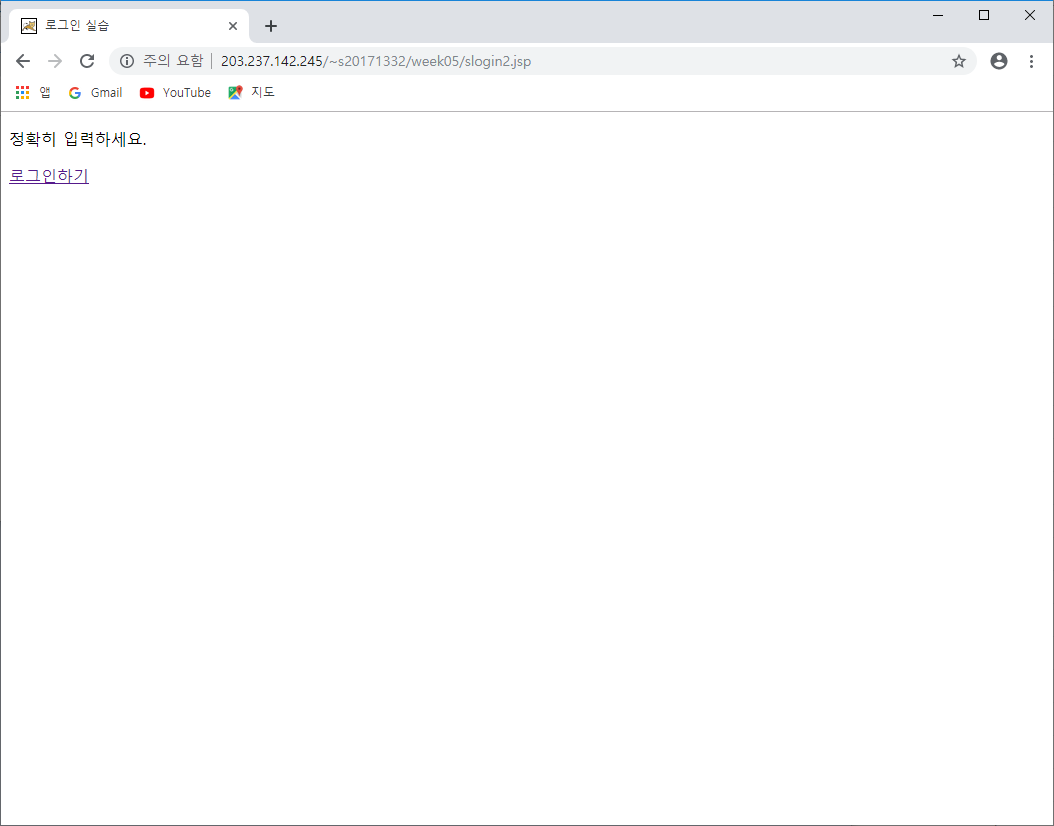 로그인 실습
주의 요함 | 203.237.142.245/~s20171332/week05/slogin2.jsp
앱 Gmail YouTube 지도
정확히 입력하세요.
로그인하기